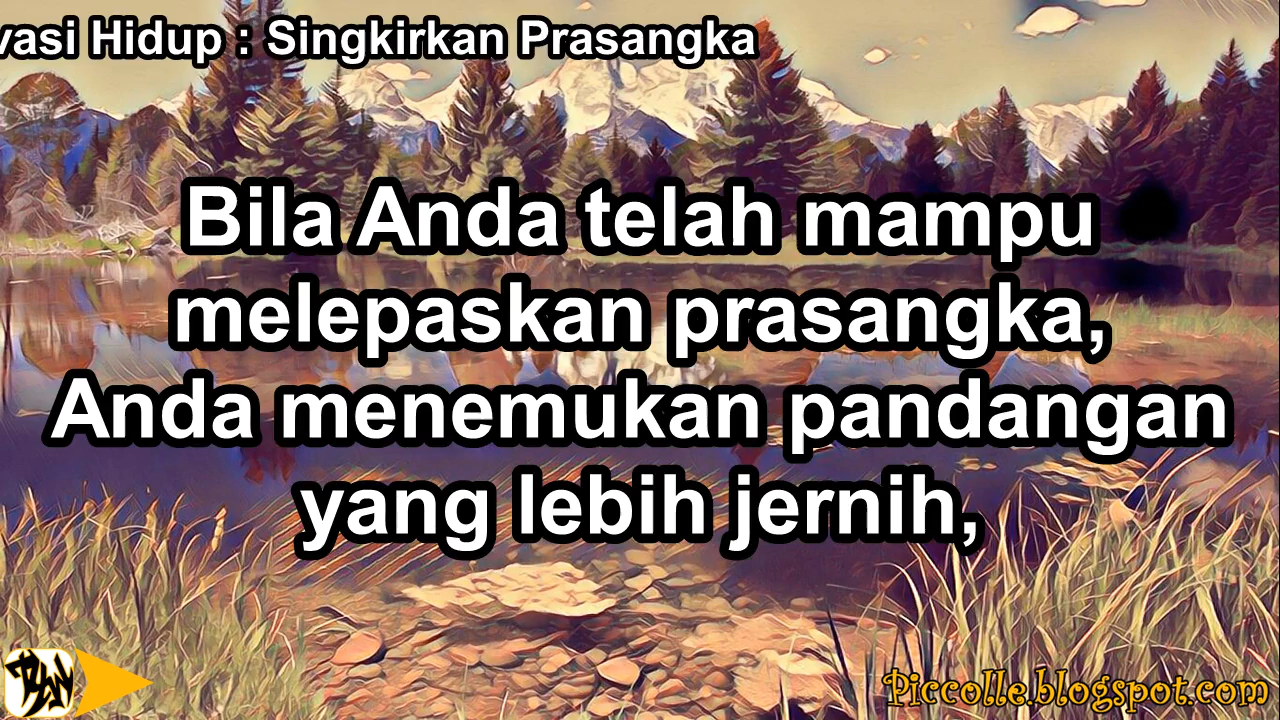 vasi Hidup : Singkirkan Prasangka
Bila Anda telah mampu
melepaskan prasangka,
Anda menemukan pandangan
yang lebih jernih,
Piccolle.blogspot.com